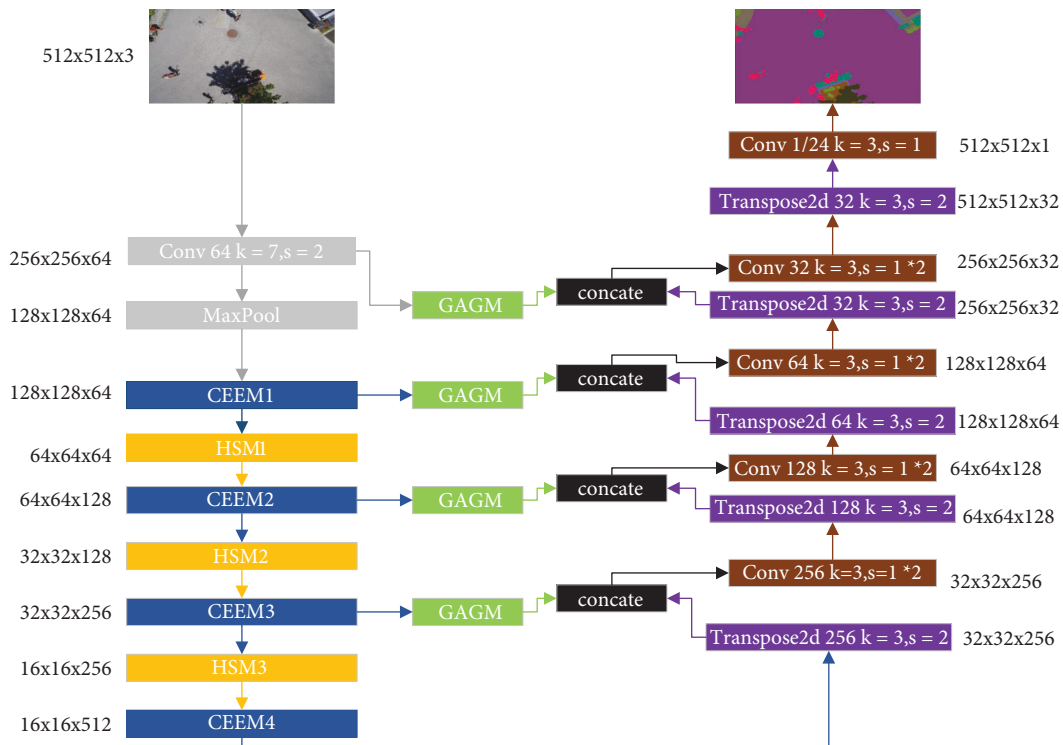 512x512x3
Conv 1/24 k = 3,s = 1
512x512x1
Transpose2d 32 k = 3,s = 2
512x512x32
Conv 64 k = 7,s = 2
256x256x64
Conv 32 k = 3,s = 1 *2
256x256x32
GAGM
concate
Transpose2d 32 k = 3,s = 2
256x256x32
128x128x64
MaxPool
Conv 64 k = 3,s = 1 *2
128x128x64
128x128x64
CEEM1
GAGM
concate
Transpose2d 64 k = 3,s = 2
128x128x64
64x64x64
HSM1
Conv 128 k = 3,s = 1 *2
64x64x128
64x64x128
CEEM2
GAGM
concate
Transpose2d 128 k = 3,s = 2
64x64x128
32x32x128
HSM2
Conv 256 k=3,s=1 *2
32x32x256
32x32x256
CEEM3
GAGM
concate
Transpose2d 256 k = 3,s = 2
32x32x256
16x16x256
HSM3
16x16x512
CEEM4